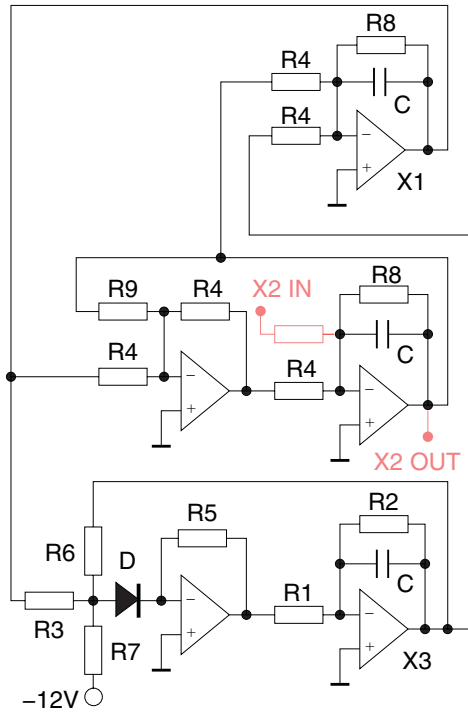 R8
R4
C
R4
−
+
X1
R9
R4
X2 IN
R8
C
R4
−
+
R4
−
+
X2 OUT
R5
R2
R6
D
C
R1
−
+
−
+
R3
R7
X3
−12V